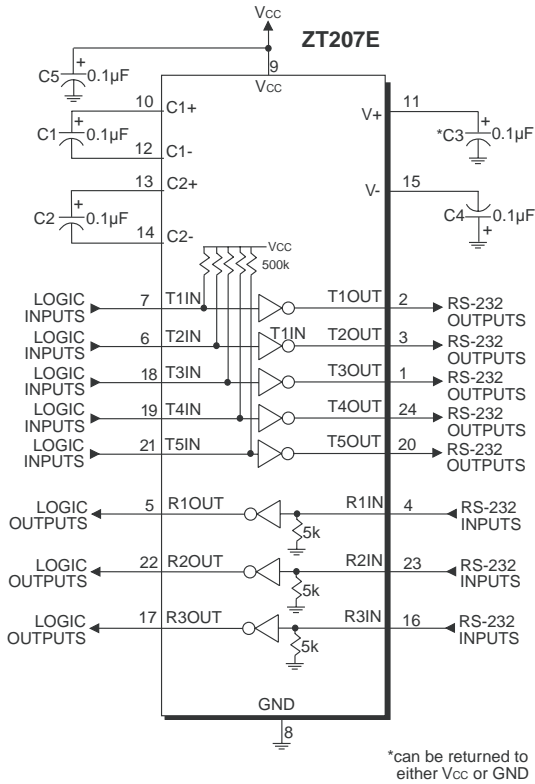 Vcc
ZT207E
C5 + 0.1µF
9
Vcc
10 C1+
C1 + 0.1µF
12 C1-
13 C2+
C2 + 0.1µF
14 C2-
V+ 11
*C3 + 0.1µF
V- 15
C4 0.1µF
+
Vcc
500k
LOGIC INPUTS 7 T1IN T1OUT 2 RS-232 OUTPUTS
LOGIC INPUTS 6 T2IN T1IN T2OUT 3 RS-232 OUTPUTS
LOGIC INPUTS 18 T3IN T3OUT 1 RS-232 OUTPUTS
LOGIC INPUTS 19 T4IN T4OUT 24 RS-232 OUTPUTS
LOGIC INPUTS 21 T5IN T5OUT 20 RS-232 OUTPUTS
LOGIC OUTPUTS 5 R1OUT R1IN 4 RS-232 INPUTS
5k
LOGIC OUTPUTS 22 R2OUT R2IN 23 RS-232 INPUTS
5k
LOGIC OUTPUTS 17 R3OUT R3IN 16 RS-232 INPUTS
5k
GND
8
*can be returned to
either Vcc or GND